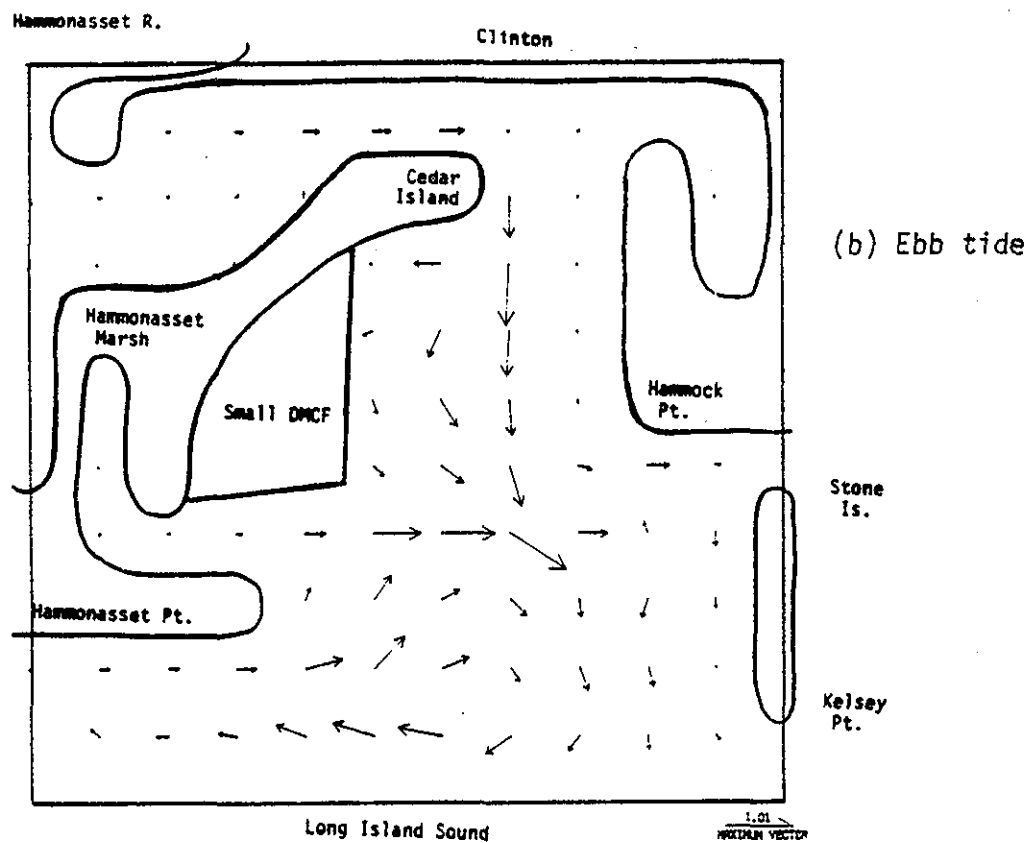 Hammonasset R.
Clinton
Cedar
Island
(b) Ebb tide
Hammonasset
Marsh
Small DMCF
Hammock
Pt.
Stone
Is.
Hammonasset Pt.
Kelsey
Pt.
Long Island Sound
1.01
MAXIMUM VECTER